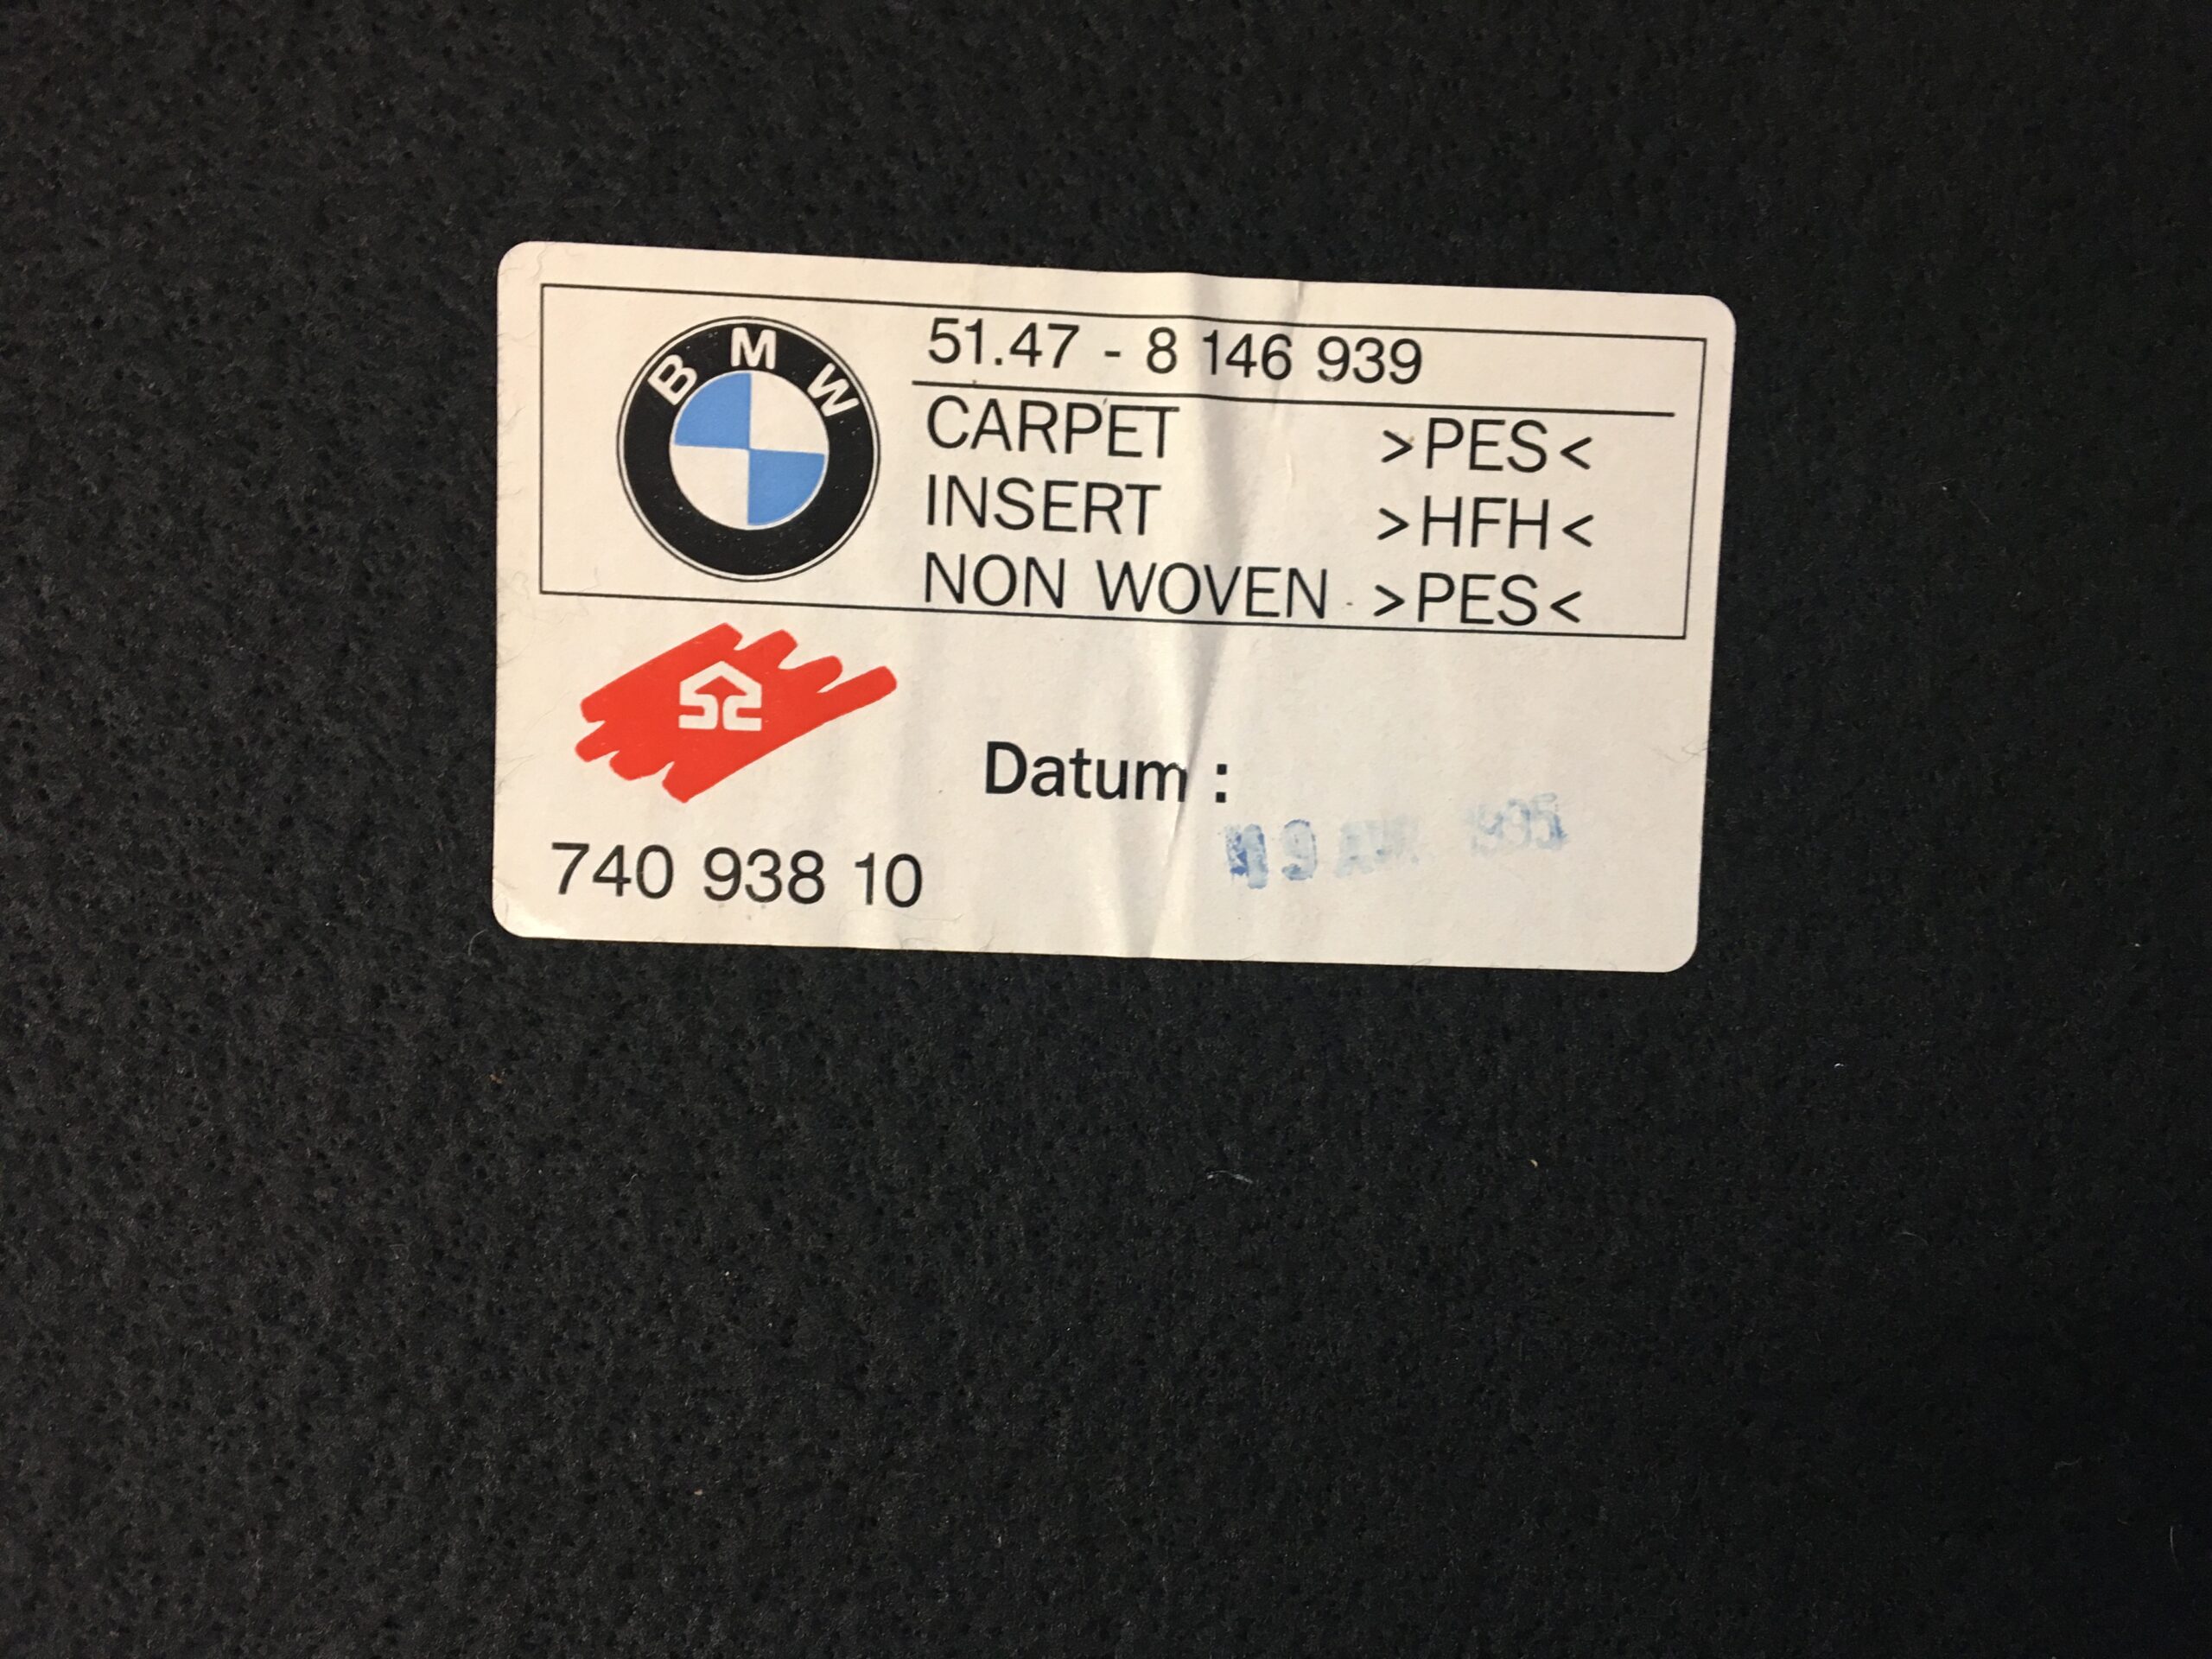 BMW
51.47 - 8 146 939
CARPET >PES<
INSERT >HFH<
NON WOVEN >PES<
Datum :
740 938 10